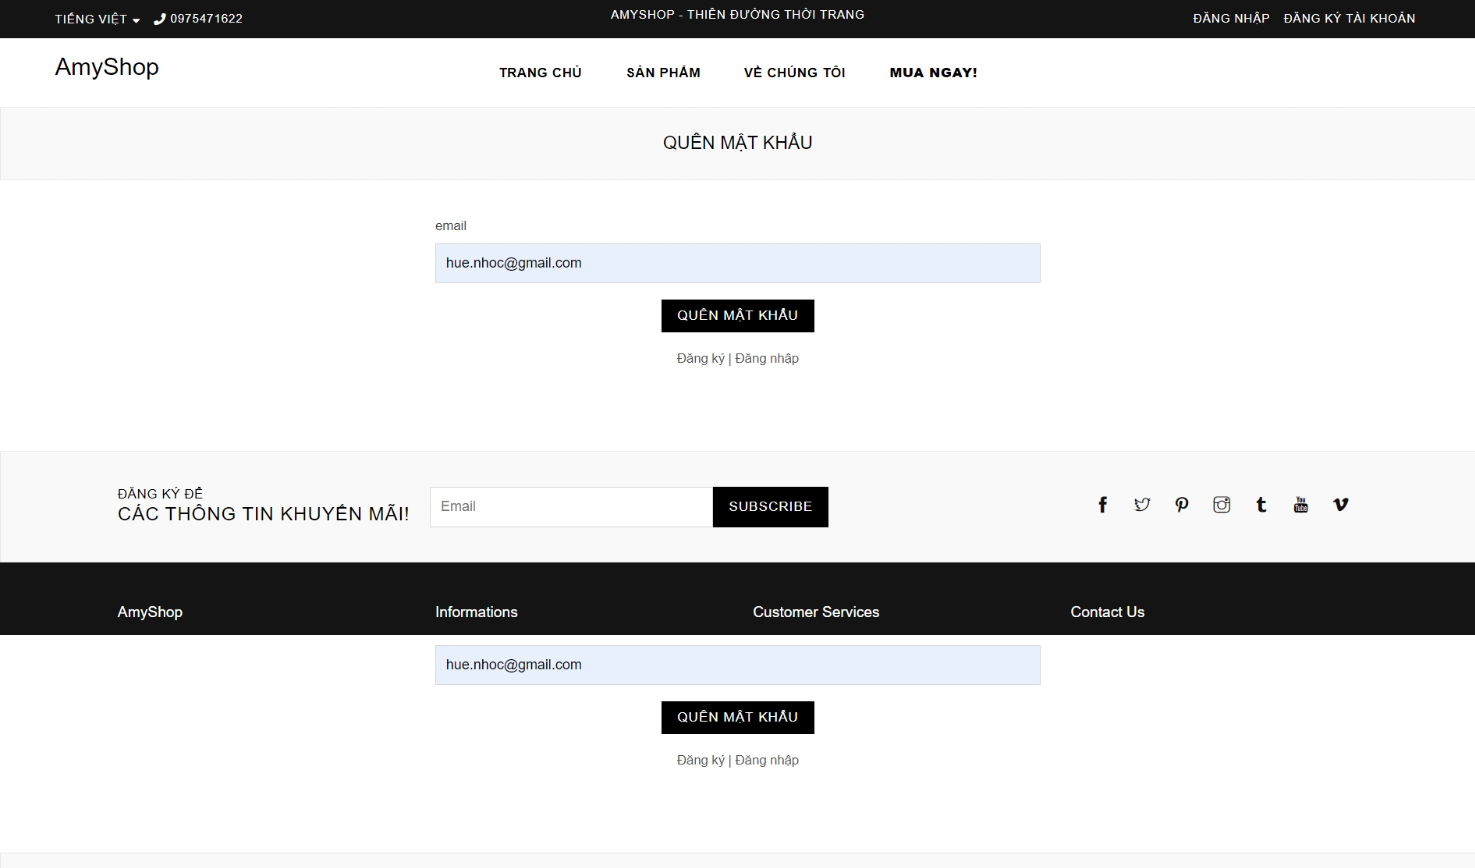 TIẾNG VIỆT 0975471622 AMYSHOP - THIÊN ĐƯỜNG THỜI TRANG ĐĂNG NHẬP ĐĂNG KÝ TÀI KHOẢN
AmyShop TRANG CHỦ SẢN PHẨM VỀ CHÚNG TÔI MUA NGAY!
QUÊN MẬT KHẨU
email
hue.nhoc@gmail.com
QUÊN MẬT KHẨU
Đăng ký | Đăng nhập
ĐĂNG KÝ ĐỂ
CÁC THÔNG TIN KHUYẾN MÃI!
Email SUBSCRIBE
You
Tube
AmyShop Informations Customer Services Contact Us
hue.nhoc@gmail.com
QUÊN MẬT KHẨU
Đăng ký | Đăng nhập